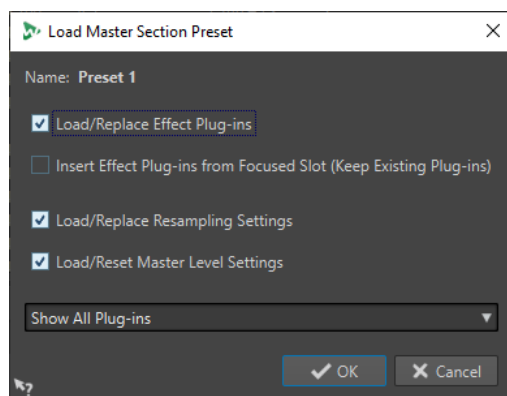 Load Master Section Preset
Name: Preset 1
Load/Replace Effect Plug-ins
Insert Effect Plug-ins from Focused Slot (Keep Existing Plug-ins)
Load/Replace Resampling Settings
Load/Reset Master Level Settings
Show All Plug-ins
OK
Cancel
?